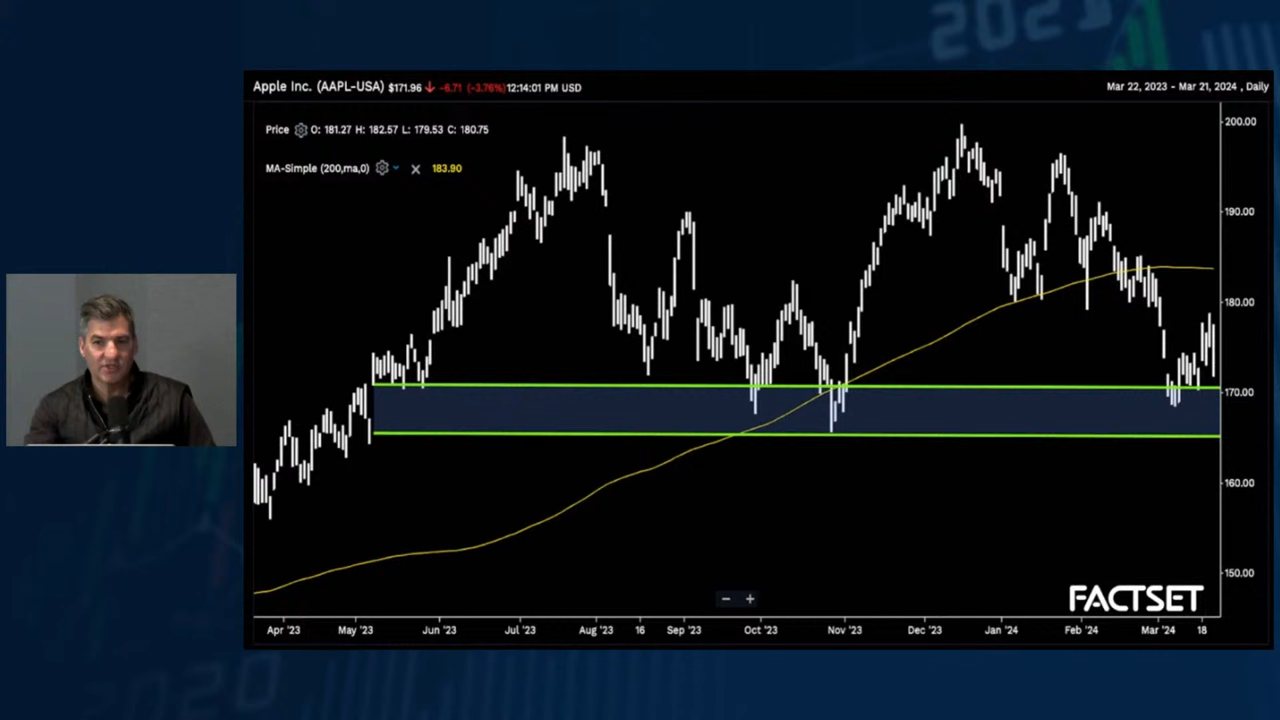 2021
Apple Inc. (AAPL-USA) $171.96 -6.71 (-3.76%) 12:14:01 PM USD
Mar 22, 2023 - Mar 21, 2024 , Daily
Price O: 181.27 H: 182.57 L: 179.53 C: 180.75
MA-Simple (200,ma,0) 183.90
200.00
190.00
180.00
170.00
160.00
150.00
FACTSET
Apr '23 May '23 Jun '23 Jul '23 Aug '23 16 Sep '23 Oct '23 Nov '23 Dec '23 Jan '24 Feb '24 Mar '24 18
2020